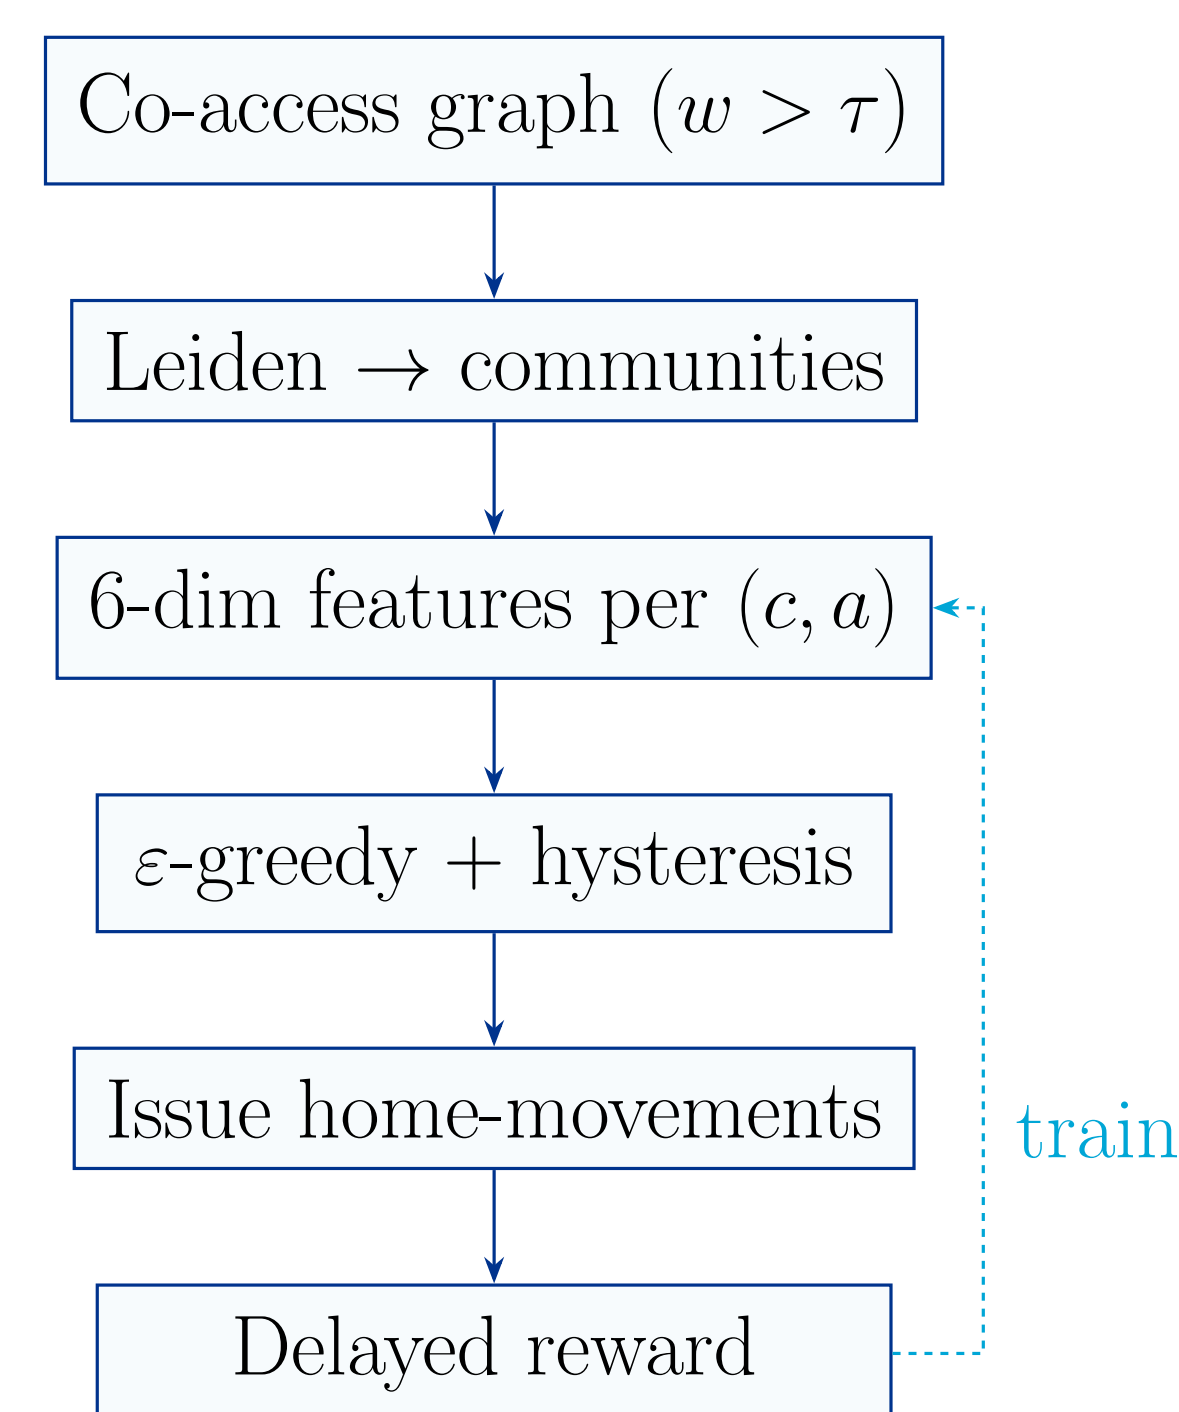 Co-access graph (w > τ)
Leiden → communities
6-dim features per (c, a)
ε-greedy + hysteresis
Issue home-movements
train
Delayed reward